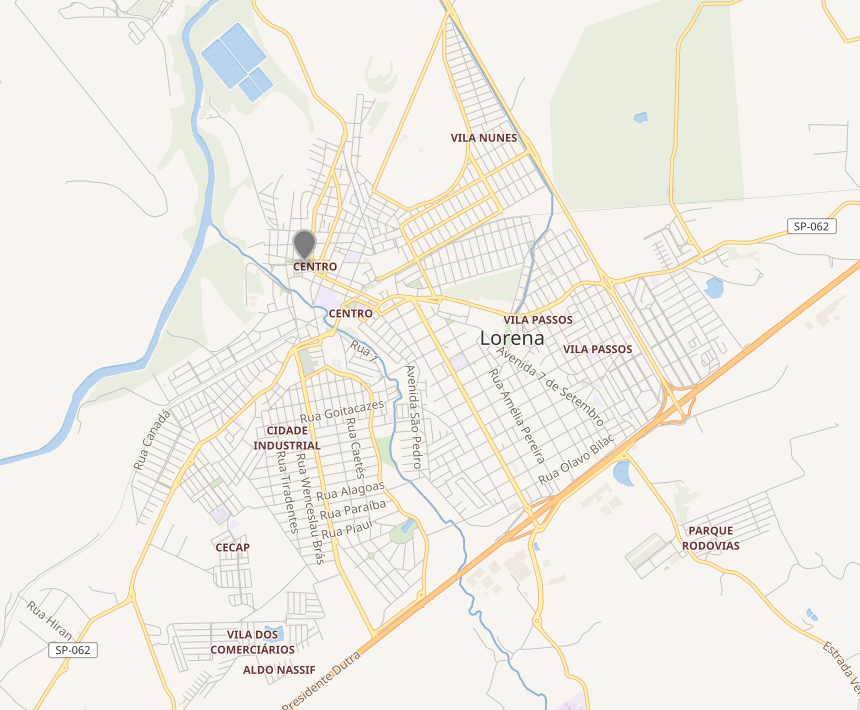 VILA NUNES
SP-062
CENTRO
CENTRO
VILA PASSOS
Lorena
VILA PASSOS
Rua 7
Avenida 7 de Setembro
Avenida São Pedro
Rua Amélia Pereira
Rua Goitacazes
Rua Canadá
CIDADE
INDUSTRIAL
Rua Caetés
Rua Olavo Bilac
Rua Tiradentes
Rua Wenceslau Brás
Rua Alagoas
Rua Paraíba
Rua Piauí
PARQUE
RODOVIAS
CECAP
Rua Hiran
SP-062
VILA DOS
COMERCIÁRIOS
ALDO NASSIF
Presidente Dutra
Estrada Ve